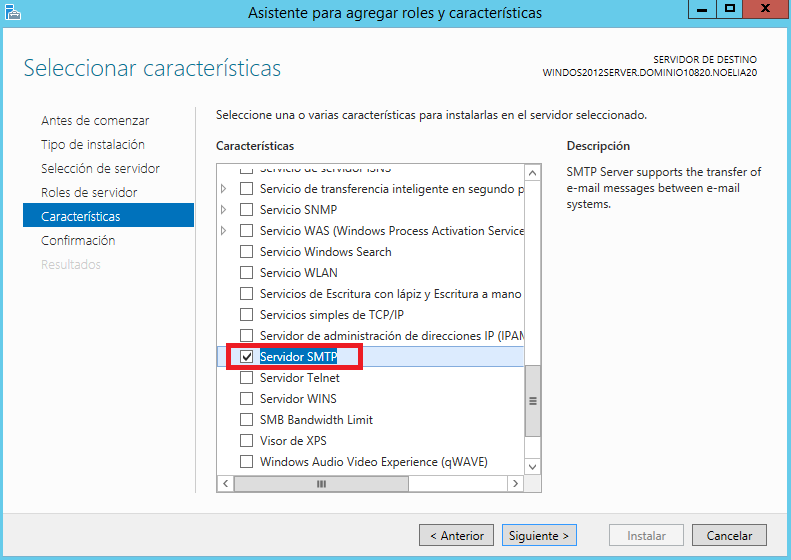 Asistente para agregar roles y características
Seleccionar características
SERVIDOR DE DESTINO
WINDOS2012SERVER.DOMINIO10820.NOELIA20
Antes de comenzar
Tipo de instalación
Selección de servidor
Roles de servidor
Características
Confirmación
Resultados
Seleccione una o varias características para instalarlas en el servidor seleccionado.
Características
Servicio de servidor iSNS
Servicio de transferencia inteligente en segundo p
Servicio SNMP
Servicio WAS (Windows Process Activation Service
Servicio Windows Search
Servicio WLAN
Servicios de Escritura con lápiz y Escritura a mano
Servicios simples de TCP/IP
Servidor de administración de direcciones IP (IPAM
Servidor SMTP
Servidor Telnet
Servidor WINS
SMB Bandwidth Limit
Visor de XPS
Windows Audio Video Experience (qWAVE)
Descripción
SMTP Server supports the transfer of
e-mail messages between e-mail
systems.
< Anterior
Siguiente >
Instalar
Cancelar